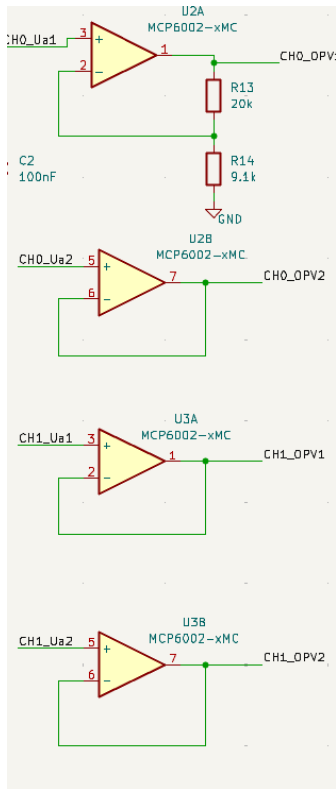 U2A
MCP6002-xMC
CH0_Ua1
3
+
1
CH0_OPV1
2
-
R13
20k
C2
100nF
R14
9.1k
GND
U2B
MCP6002-xMC
CH0_Ua2
5
+
7
CH0_OPV2
6
-
U3A
MCP6002-xMC
CH1_Ua1
3
+
1
CH1_OPV1
2
-
U3B
MCP6002-xMC
CH1_Ua2
5
+
7
CH1_OPV2
6
-